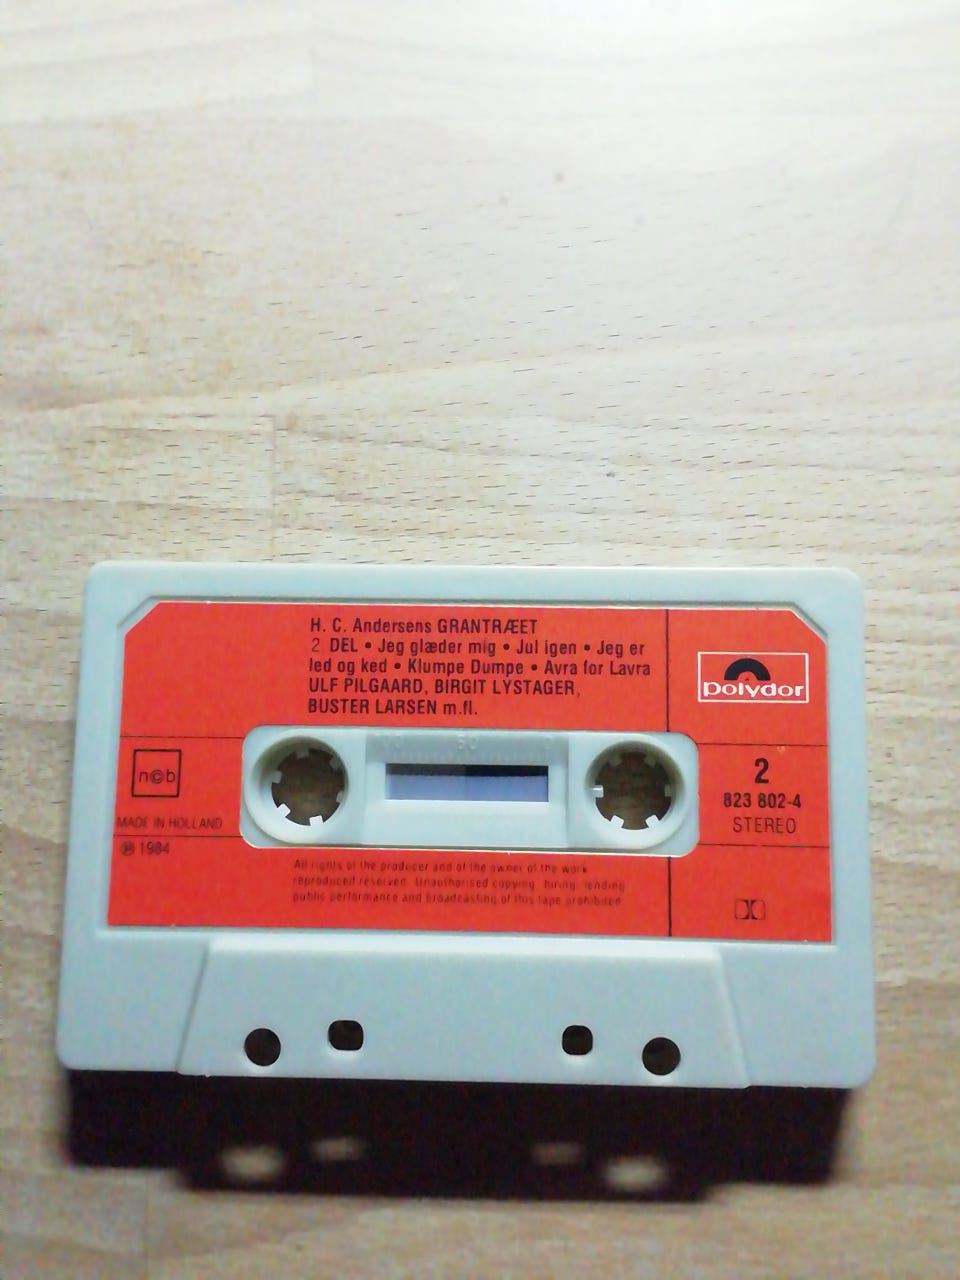 H. C. Andersens GRANTRÆET
2 DEL • Jeg glæder mig • Jul igen • Jeg er
led og ked • Klumpe Dumpe • Avra for Lavra
ULF PILGAARD, BIRGIT LYSTAGER,
BUSTER LARSEN m.fl.
polydor
n©b
50
2
823 802-4
STEREO
MADE IN HOLLAND
℗ 1984
All rights of the producer and of the owner of the work
reproduced reserved. Unauthorised copying, hiring, lending,
public performance and broadcasting of this tape prohibited